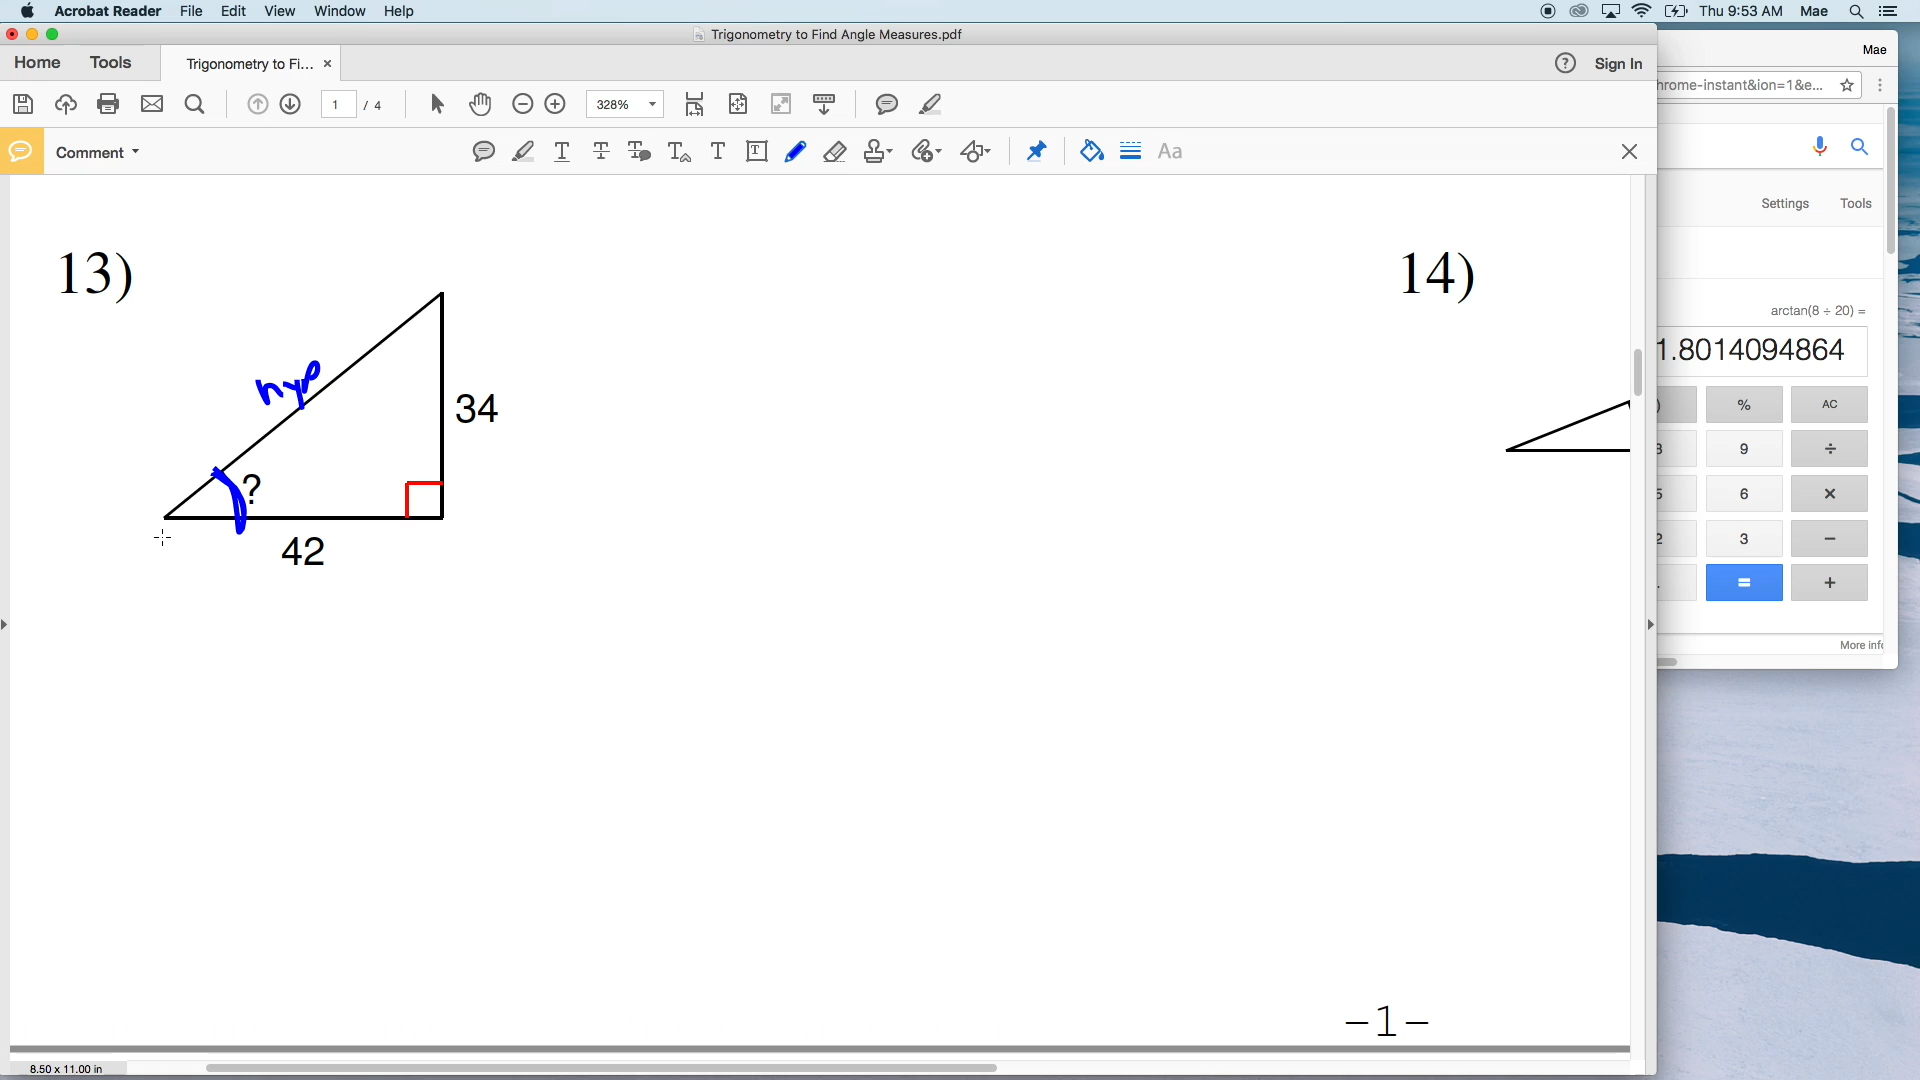 Acrobat Reader File Edit View Window Help Thu 9:53 AM Mae
Trigonometry to Find Angle Measures.pdf
Mae
Home Tools Trigonometry to Fi... × ? Sign In
hrome-instant&ion=1&e...
1 / 4 328%
Comment T T T T T T Aa
Settings Tools
13)
14)
arctan(8 ÷ 20) =
1.8014094864
hyp
34
) % AC
9 ÷
6 ×
?
2 3 −
42
. = +
More info
-1-
8.50 x 11.00 in